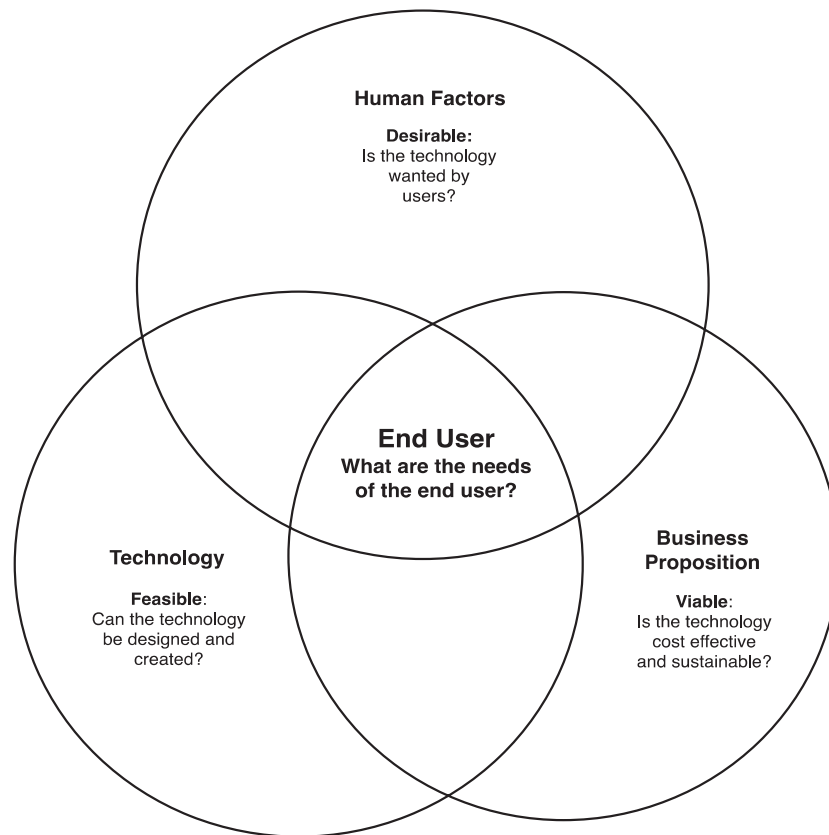 Human Factors
Desirable:
Is the technology
wanted by
users?
End User
What are the needs
of the end user?
Technology
Feasible:
Can the technology
be designed and
created?
Business
Proposition
Viable:
Is the technology
cost effective
and sustainable?